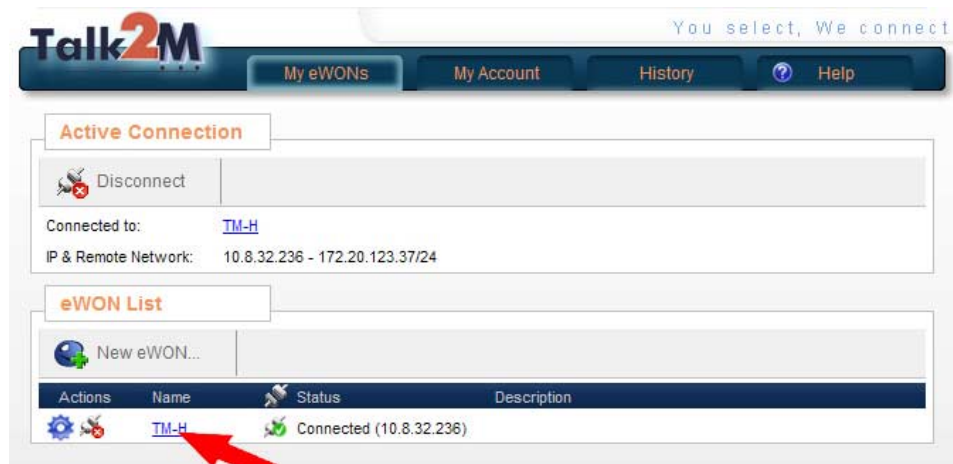 Talk2M
You select, We connect
My eWONs My Account History ? Help
Active Connection
Disconnect
Connected to: TM-H
IP & Remote Network: 10.8.32.236 - 172.20.123.37/24
eWON List
New eWON...
Actions Name Status Description
TM-H Connected (10.8.32.236)